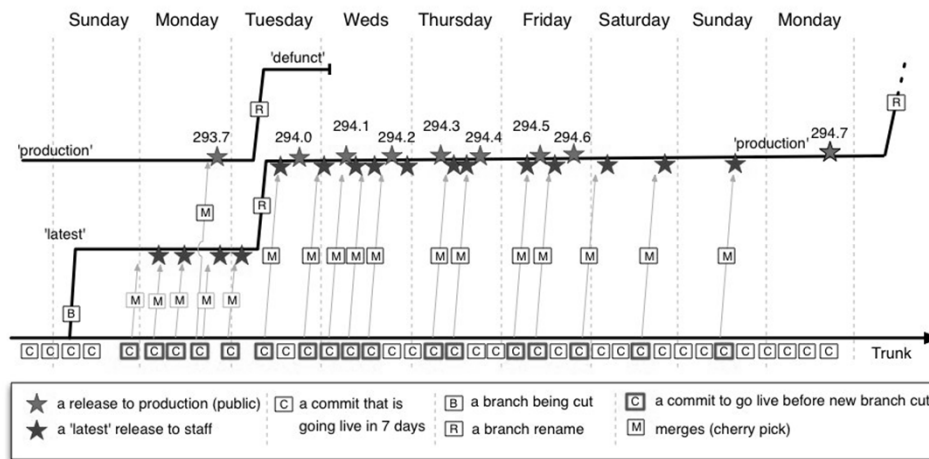 Sunday Monday Tuesday Weds Thursday Friday Saturday Sunday Monday
'defunct'
R R
293.7 294.0 294.1 294.2 294.3 294.4 294.5 294.6 'production' 294.7
'production'
M R
'latest'
M M M M M M M M M M M M
M M M M M
B
C C C C C C C C C C C C C C C C C C C C C C C C C C C C C C C C C C C C C
Trunk
a release to production (public) C a commit that is B a branch being cut C a commit to go live before new branch cut
a 'latest' release to staff going live in 7 days R a branch rename M merges (cherry pick)